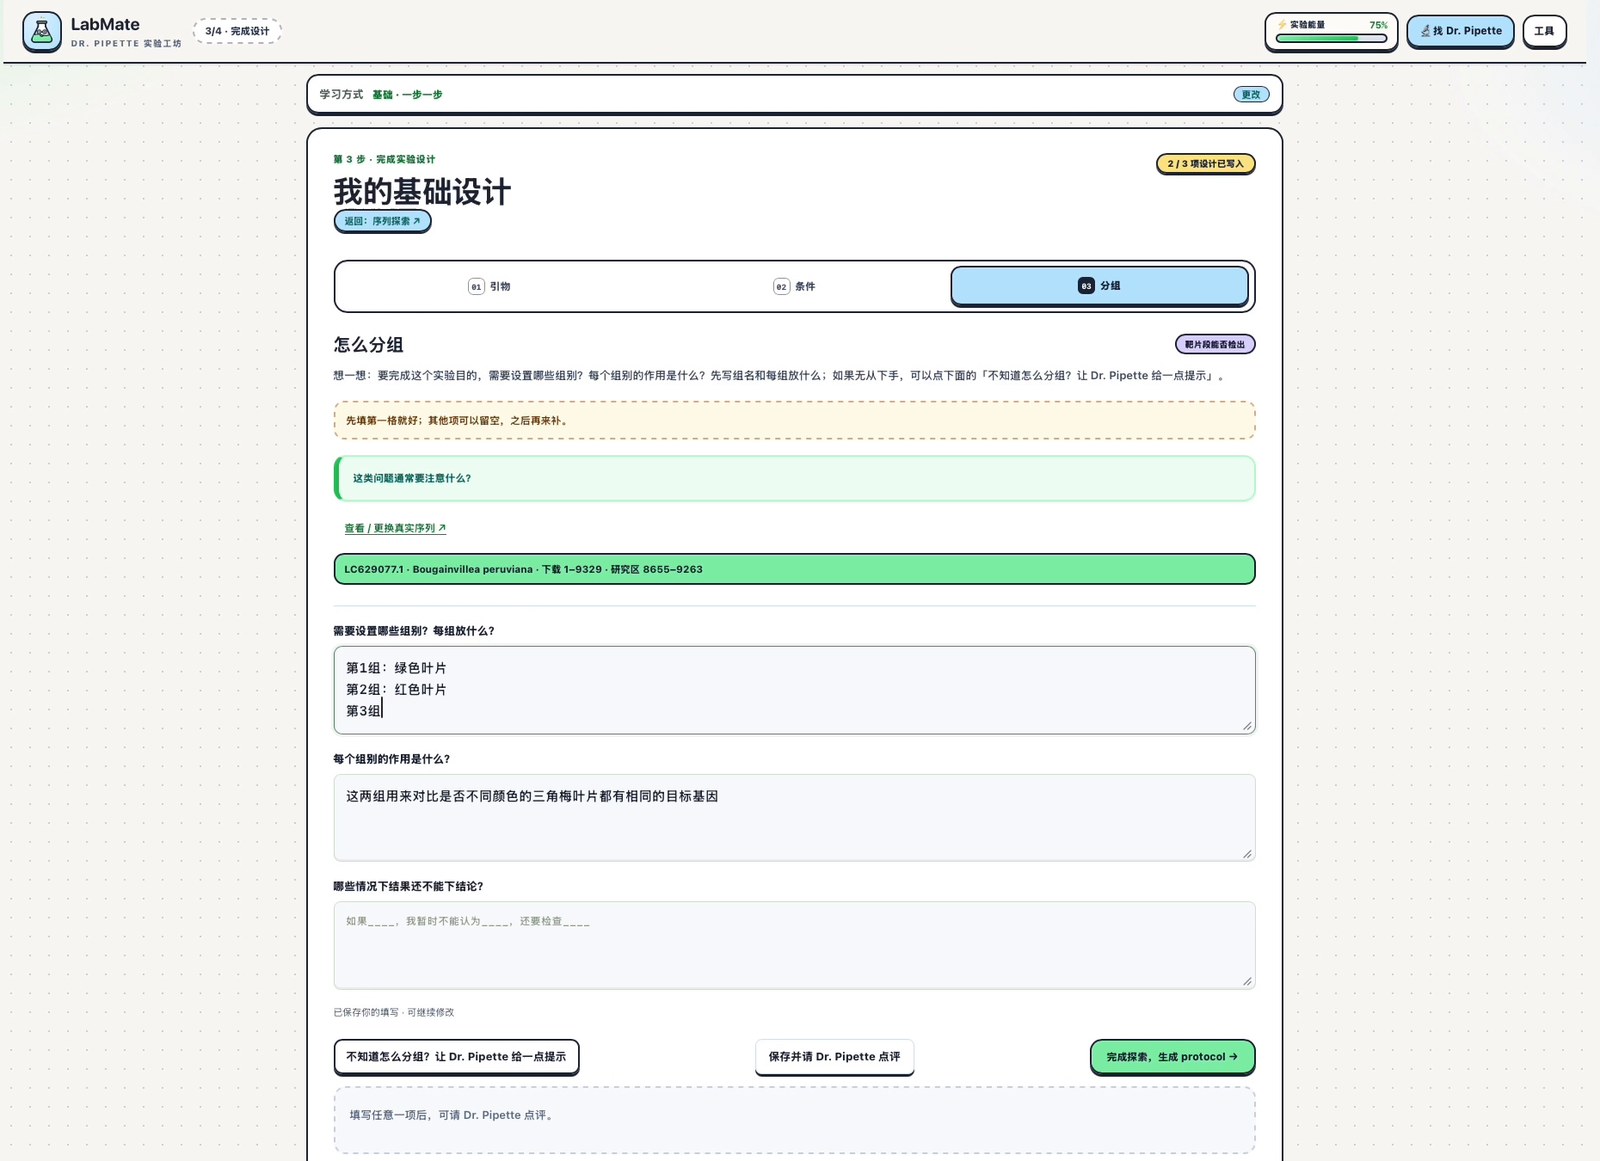 LabMate
DR. PIPETTE 实验工坊
3/4 · 完成设计
⚡ 实验能量 75%
🔬找 Dr. Pipette
工具
学习方式 基础 · 一步一步
更改
第 3 步 · 完成实验设计
2 / 3 项设计已写入
我的基础设计
返回：序列探索 ↗
01 引物
02 条件
03 分组
怎么分组
靶片段能否检出
想一想：要完成这个实验目的，需要设置哪些组别？每个组别的作用是什么？先写组名和每组放什么；如果无从下手，可以点下面的「不知道怎么分组？让 Dr. Pipette 给一点提示」。
先填第一格就好；其他项可以留空，之后再来补。
这类问题通常要注意什么？
查看 / 更换真实序列 ↗
LC629077.1 · Bougainvillea peruviana · 下载 1–9329 · 研究区 8655–9263
需要设置哪些组别？每组放什么？
第1组：绿色叶片
第2组：红色叶片
第3组
每个组别的作用是什么？
这两组用来对比是否不同颜色的三角梅叶片都有相同的目标基因
哪些情况下结果还不能下结论？
如果____，我暂时不能认为____，还要检查____
已保存你的填写 · 可继续修改
不知道怎么分组？让 Dr. Pipette 给一点提示
保存并请 Dr. Pipette 点评
完成探索，生成 protocol →
填写任意一项后，可请 Dr. Pipette 点评。